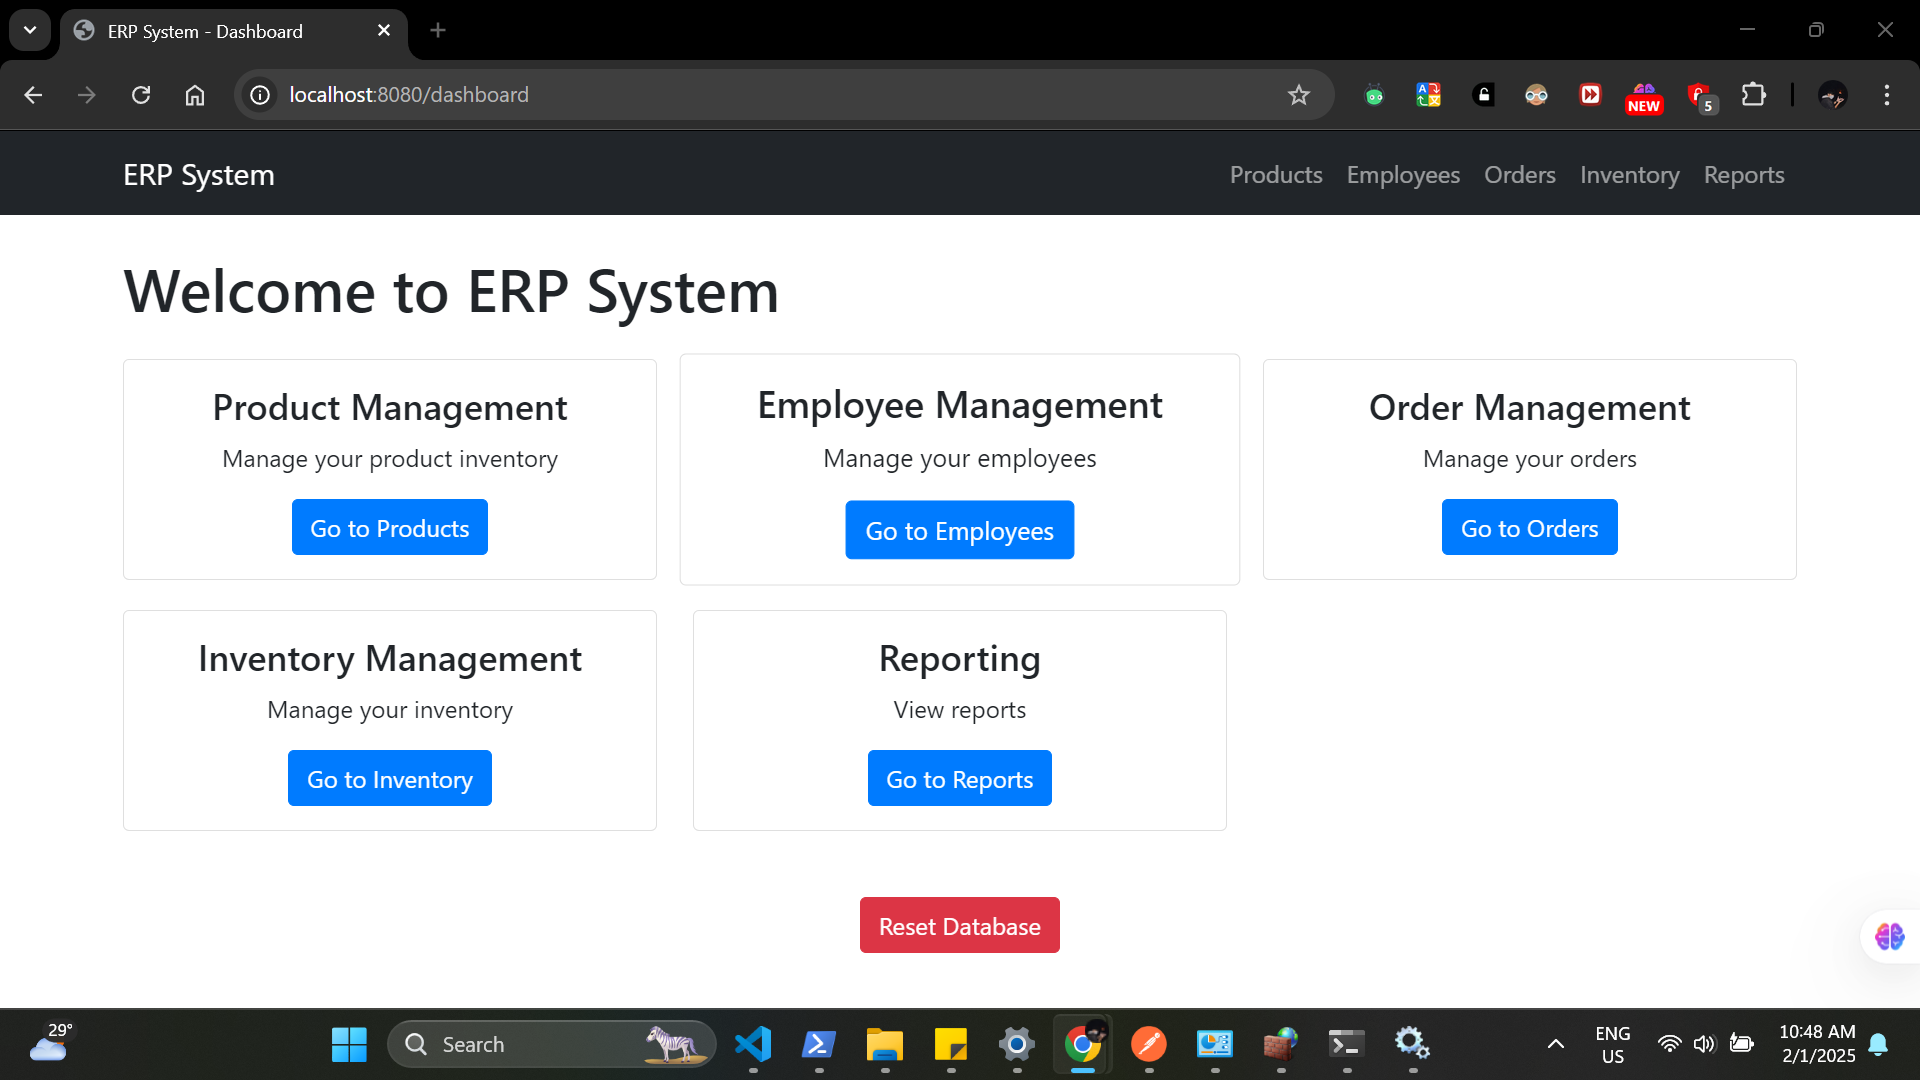 ERP System - Dashboard
localhost:8080/dashboard
NEW
5
ERP System
Products Employees Orders Inventory Reports
Welcome to ERP System
Product Management
Manage your product inventory
Go to Products
Employee Management
Manage your employees
Go to Employees
Order Management
Manage your orders
Go to Orders
Inventory Management
Manage your inventory
Go to Inventory
Reporting
View reports
Go to Reports
Reset Database
29°
Search
ENG
US
10:48 AM
2/1/2025